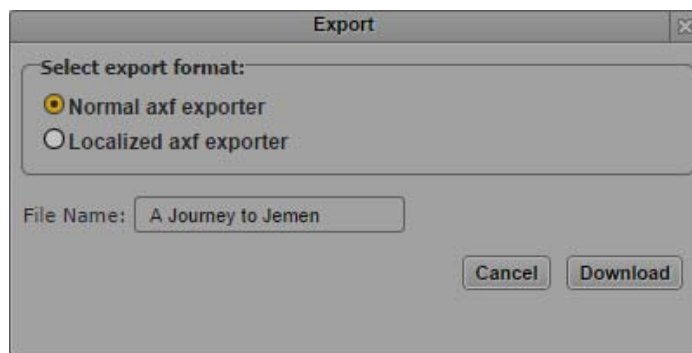 Export
Select export format:
Normal axf exporter
Localized axf exporter
File Name: A Journey to Jemen
Cancel Download